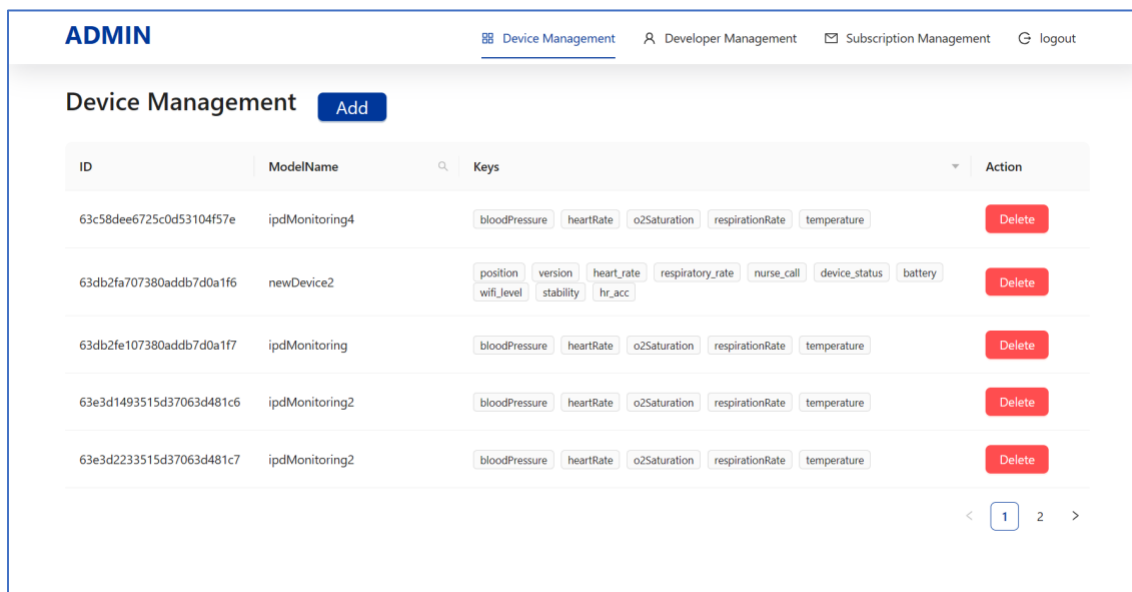 ADMIN Device Management Developer Management Subscription Management logout
Device Management Add
ID ModelName Keys Action
63c58dee6725c0d53104f57e ipdMonitoring4 bloodPressure heartRate o2Saturation respirationRate temperature Delete
position version heart_rate respiratory_rate nurse_call device_status battery
63db2fa707380addb7d0a1f6 newDevice2 Delete
wifi_level stability hr_acc
63db2fe107380addb7d0a1f7 ipdMonitoring bloodPressure heartRate o2Saturation respirationRate temperature Delete
63e3d1493515d37063d481c6 ipdMonitoring2 bloodPressure heartRate o2Saturation respirationRate temperature Delete
63e3d2233515d37063d481c7 ipdMonitoring2 bloodPressure heartRate o2Saturation respirationRate temperature Delete
< 1 2 >